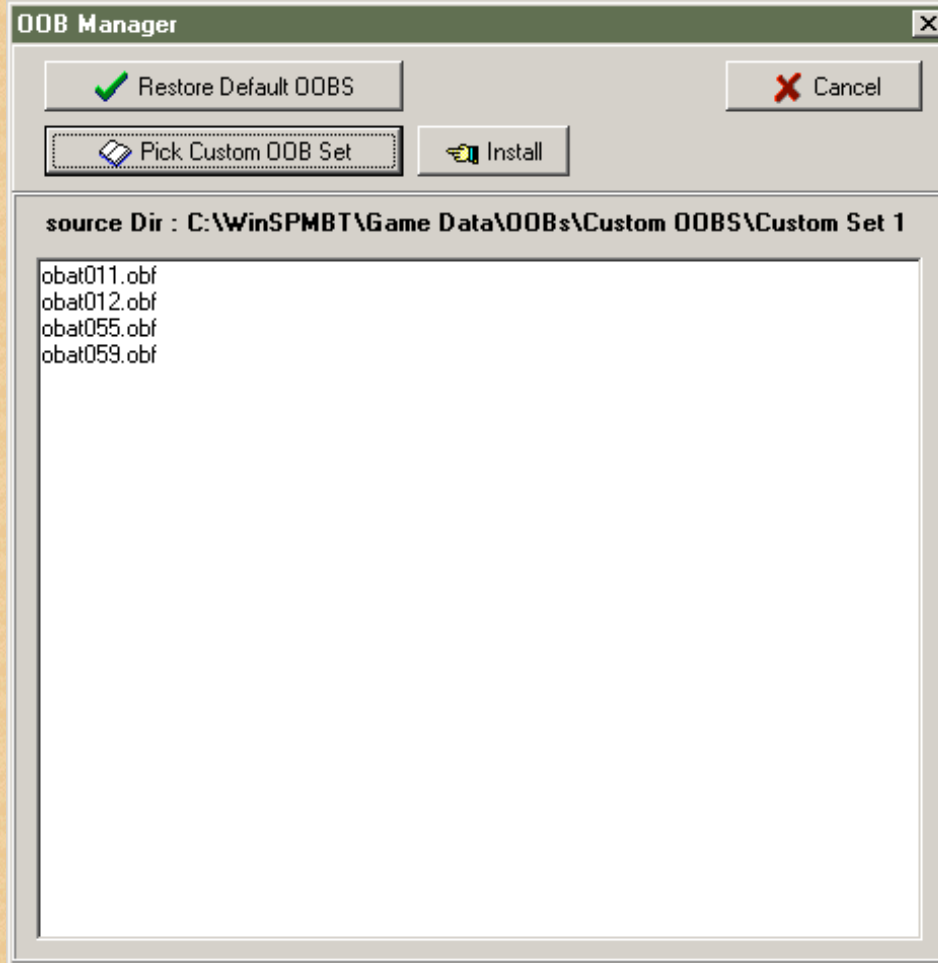 OOB Manager
Restore Default OOBS
Cancel
Pick Custom OOB Set
Install
source Dir : C:\WinSPMBT\Game Data\OOBs\Custom OOBS\Custom Set 1
obat011.obf
obat012.obf
obat055.obf
obat059.obf